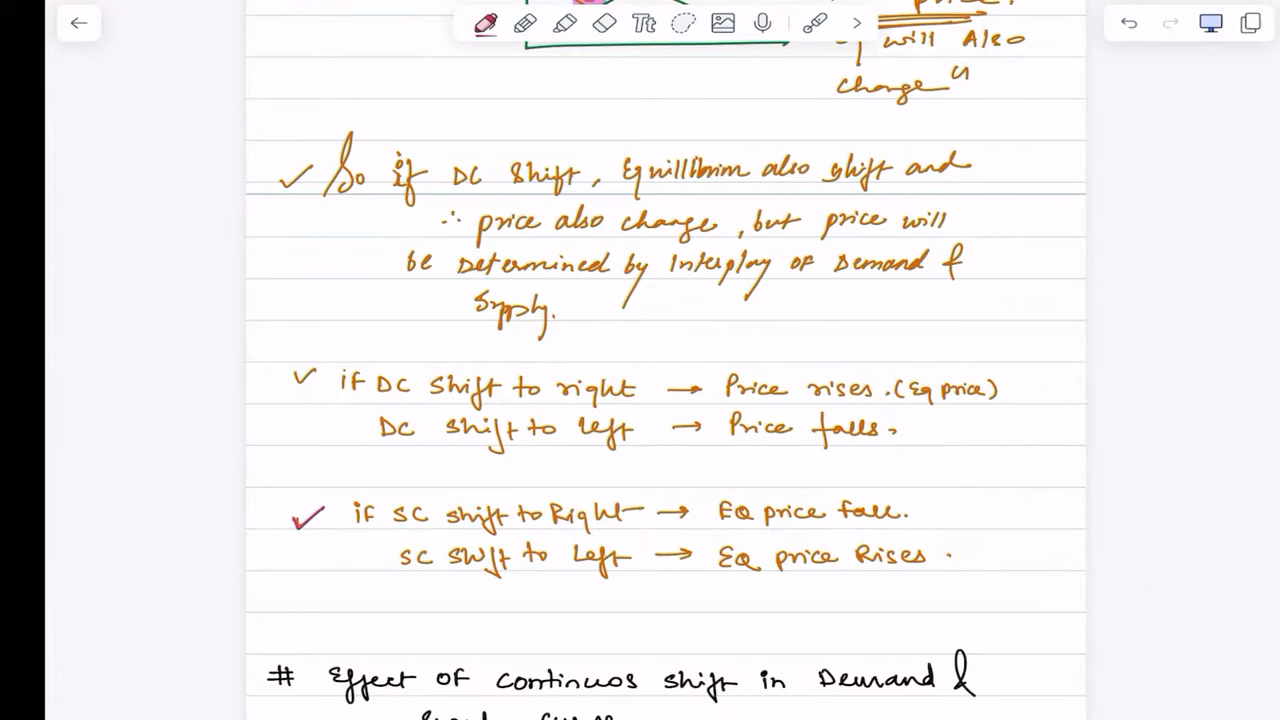 price.
will Also
change"
So if DC Shift, Equillibrim also shift and
∴ price also change, but price will
be Determined by Interplay of Demand &
Supply.
if DC shift to right → Price rises. (Eq price)
DC shift to left → Price falls.
if SC shift to Right → EQ price fall.
SC shift to left → EQ price Rises.
# Effect of continuos shift in Demand &
Tt